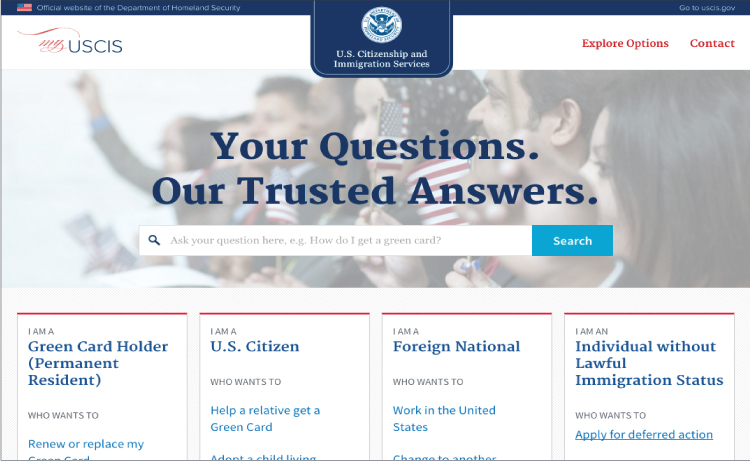 Official website of the Department of Homeland Security
Go to uscis.gov
my USCIS
U.S. Citizenship and
Immigration Services
Explore Options
Contact
Your Questions.
Our Trusted Answers.
Ask your question here, e.g. How do I get a green card?
Search
I AM A
Green Card Holder
(Permanent
Resident)
WHO WANTS TO
Renew or replace my
Green Card
I AM A
U.S. Citizen
WHO WANTS TO
Help a relative get a
Green Card
Adopt a child living
I AM A
Foreign National
WHO WANTS TO
Work in the United
States
Change to another
I AM AN
Individual without
Lawful
Immigration Status
WHO WANTS TO
Apply for deferred action